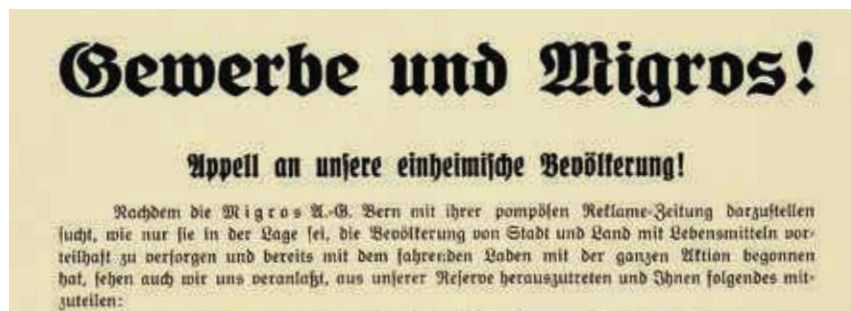 Gewerbe und Migros!
Appell an unsere einheimische Bevölkerung!
Nachdem die Migros A.-G. Bern mit ihrer pompösen Reklame-Zeitung darzustellen
sucht, wie nur sie in der Lage sei, die Bevölkerung von Stadt und Land mit Lebensmitteln vor-
teilhaft zu versorgen und bereits mit dem fahrenden Laden mit der ganzen Aktion begonnen
hat, sehen auch wir uns veranlaßt, aus unserer Reserve herauszutreten und Ihnen folgendes mit-
zuteilen: